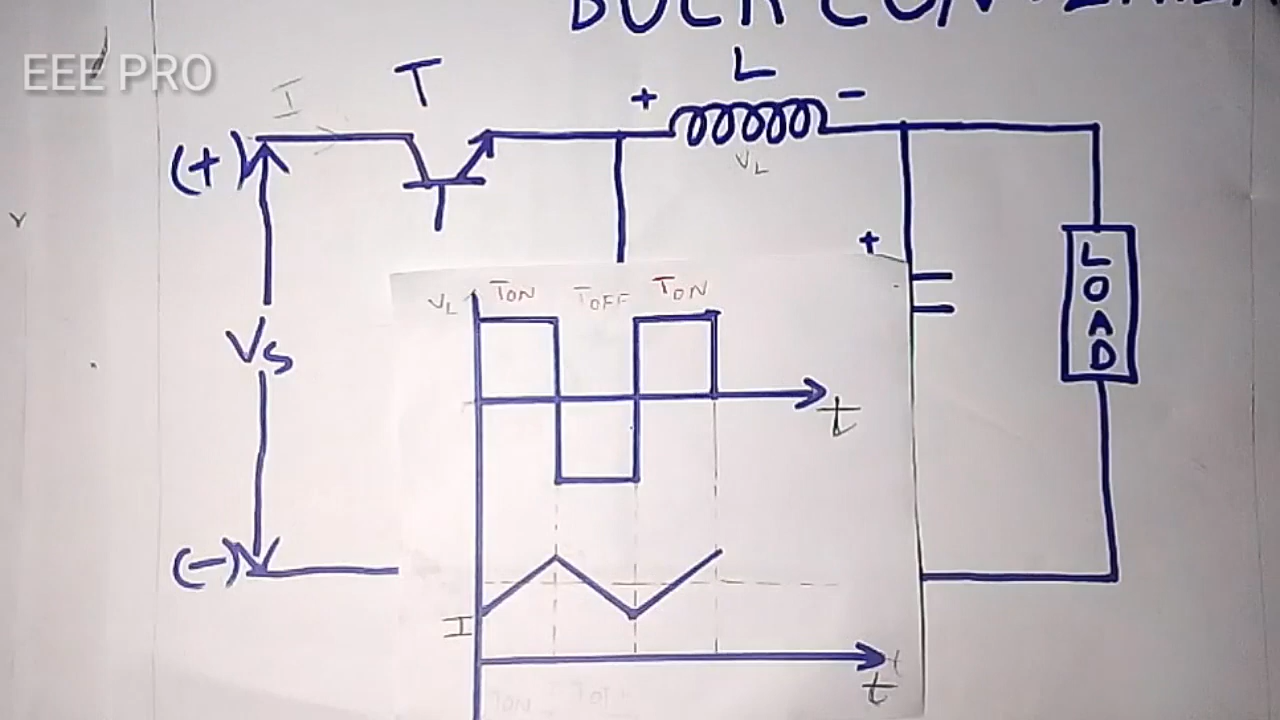 BUCK CON
EEE PRO
I
T
L
+
-
(+)
VL
+
LOAD
VL
TON
TOFF
TON
Vs
t
(-)
I
t
t
TON